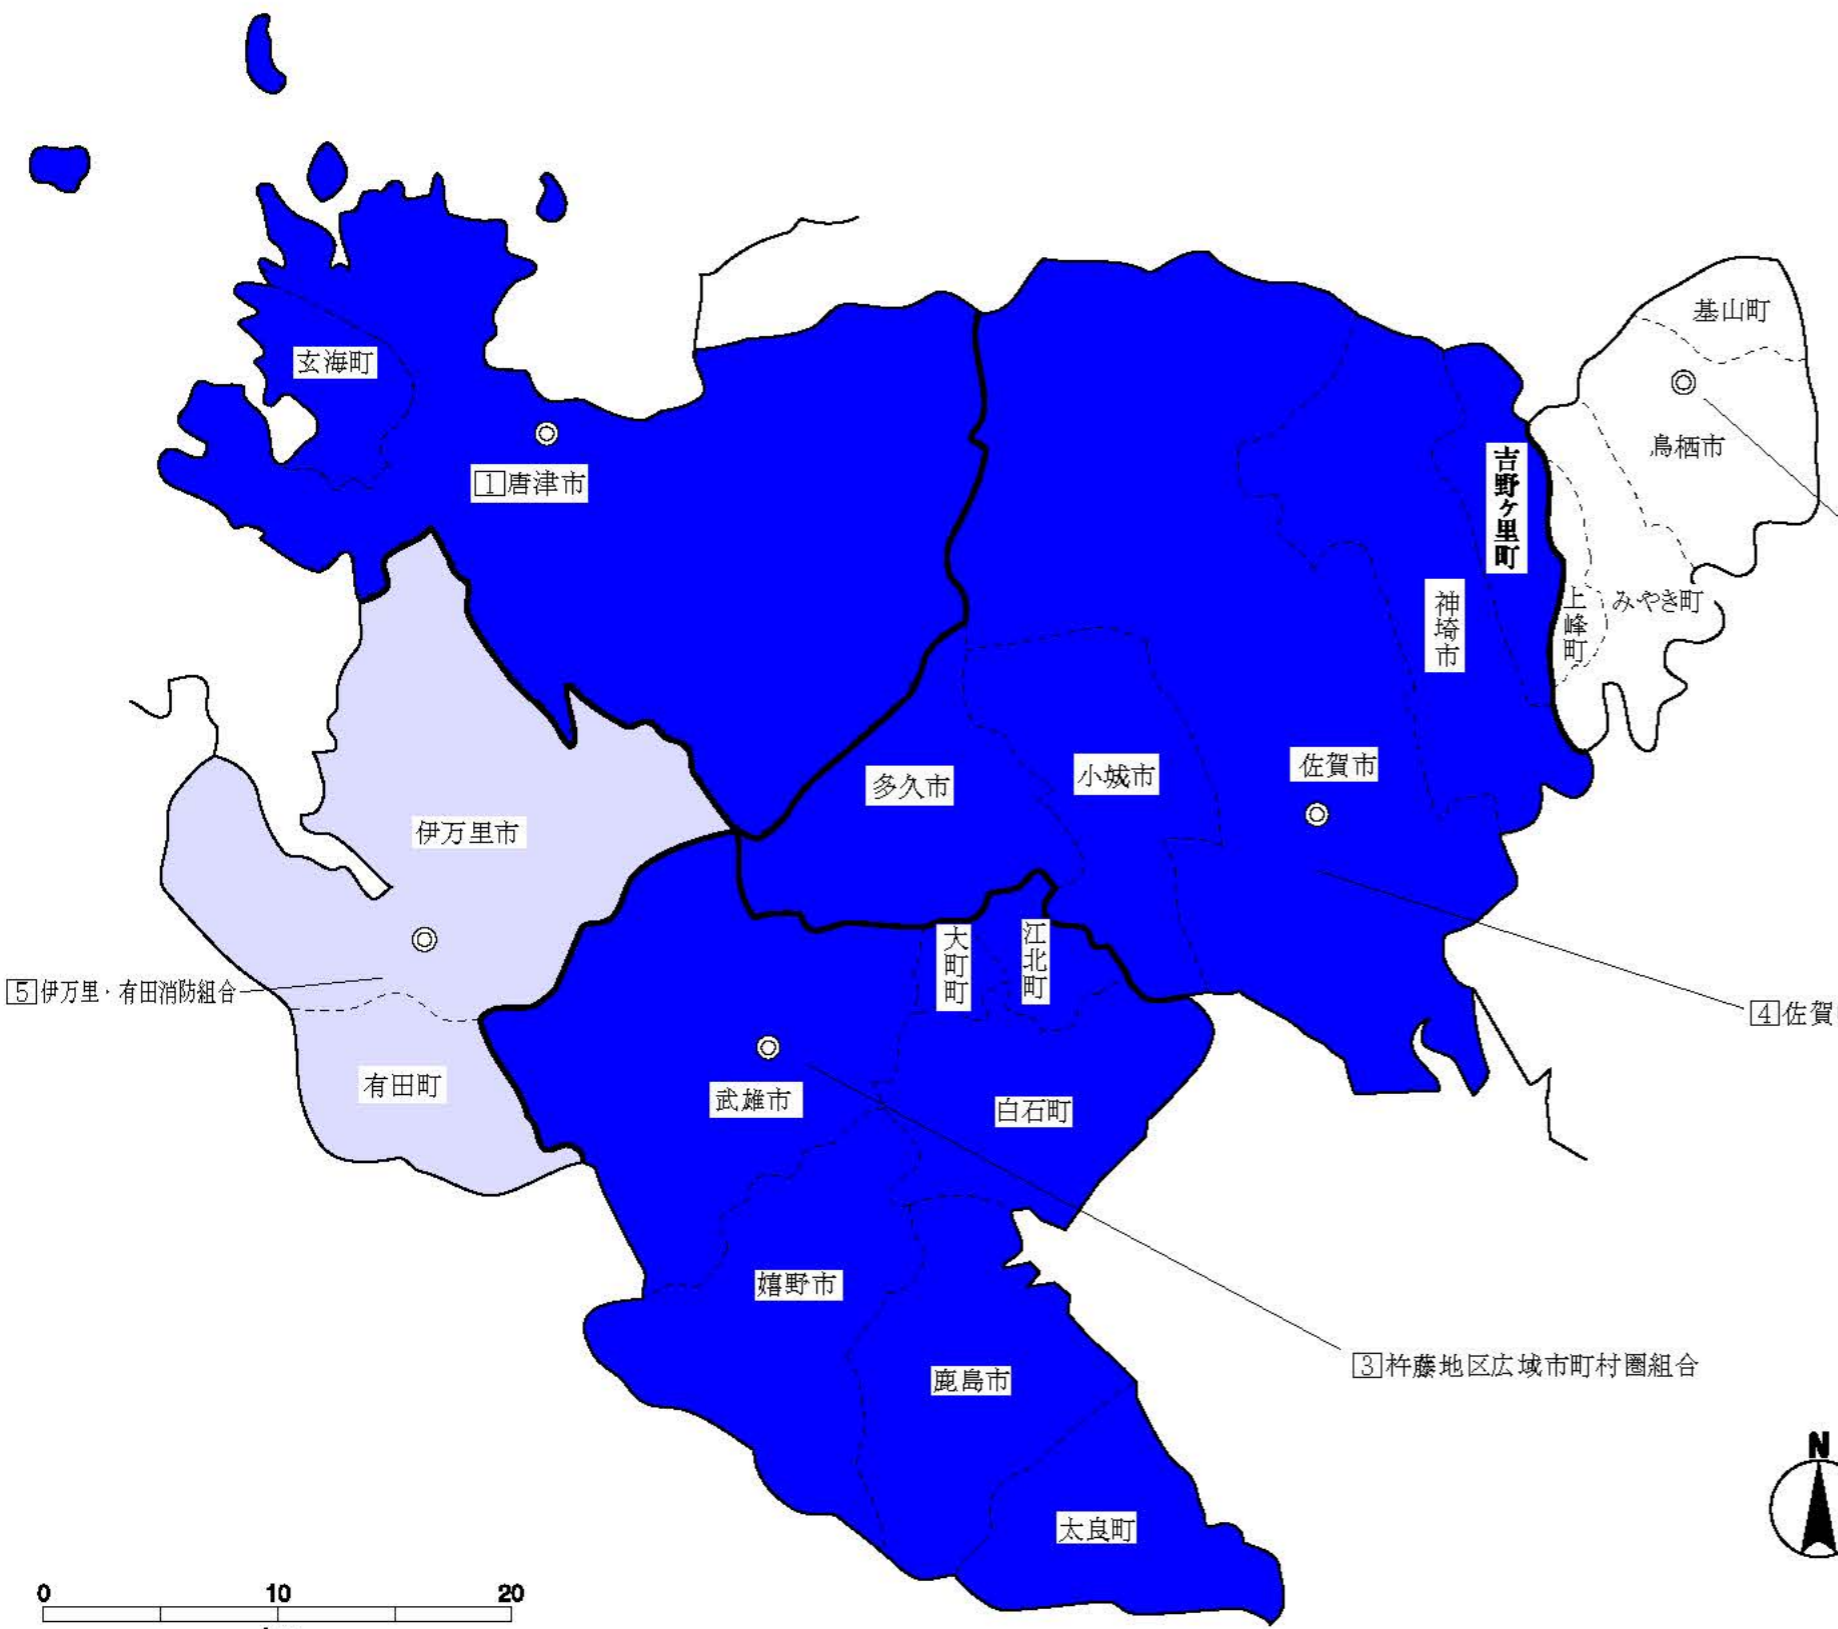 基山町
玄海町
鳥栖市
1唐津市
吉野ヶ里町
神埼市
上峰町
みやき町
多久市
小城市
佐賀市
伊万里市
大町町
江北町
5伊万里・有田消防組合
4佐賀
有田町
武雄市
白石町
嬉野市
3杵藤地区広域市町村圏組合
鹿島市
N
太良町
0 10 20